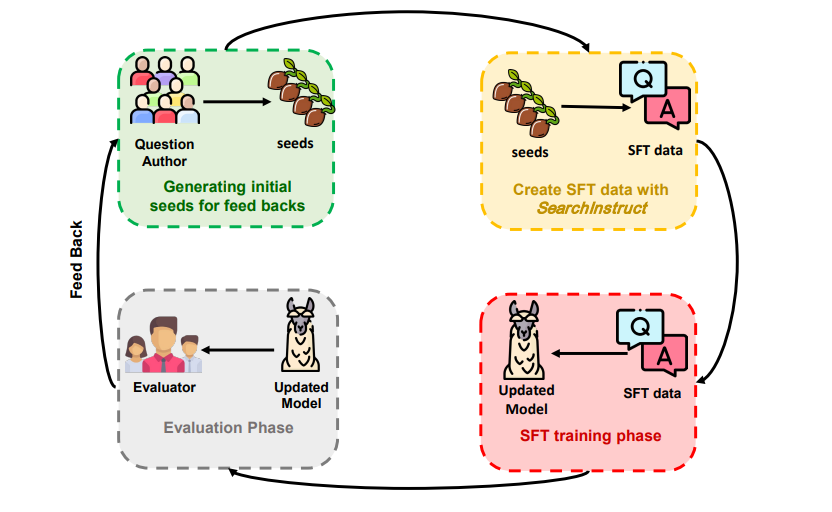 Question
Author
seeds
Generating initial
seeds for feed backs
seeds
Q
A
SFT data
Create SFT data with
SearchInstruct
Feed Back
Evaluator
Updated
Model
Evaluation Phase
Updated
Model
Q
A
SFT data
SFT training phase